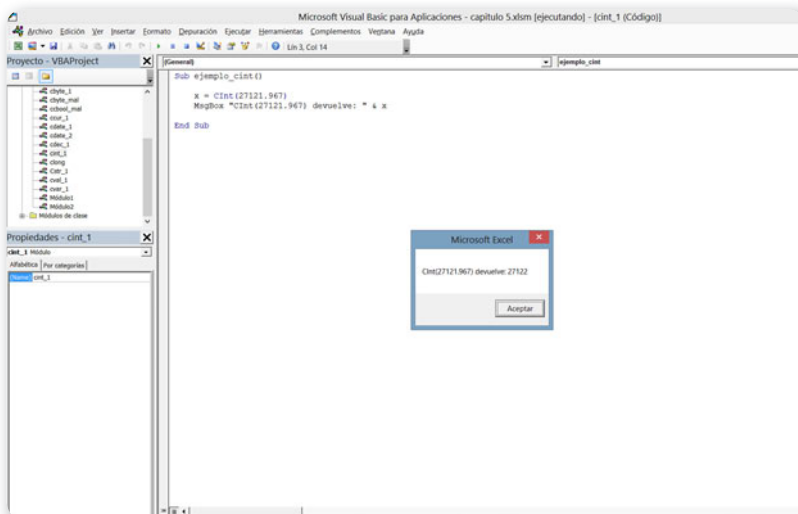 Microsoft Visual Basic para Aplicaciones - capitulo 5.xlsm [ejecutando] - [cint_1 (Código)]
Archivo Edición Ver Insertar Formato Depuración Ejecutar Herramientas Complementos Ventana Ayuda
Lín 3, Col 14
Proyecto - VBAProject
(General)
ejemplo_cint
cbyte_1
cbyte_mal
ccbool_mal
ccur_1
cdate_1
cdate_2
cdec_1
cint_1
clong
Cstr_1
cval_1
cvar_1
Módulo1
Módulo2
Módulos de clase
Sub ejemplo_cint()
x = CInt(27121.967)
MsgBox "CInt(27121.967) devuelve: " & x
End Sub
Propiedades - cint_1
cint_1 Módulo
Alfabética Por categorías
(Name) cint_1
Microsoft Excel
CInt(27121.967) devuelve: 27122
Aceptar